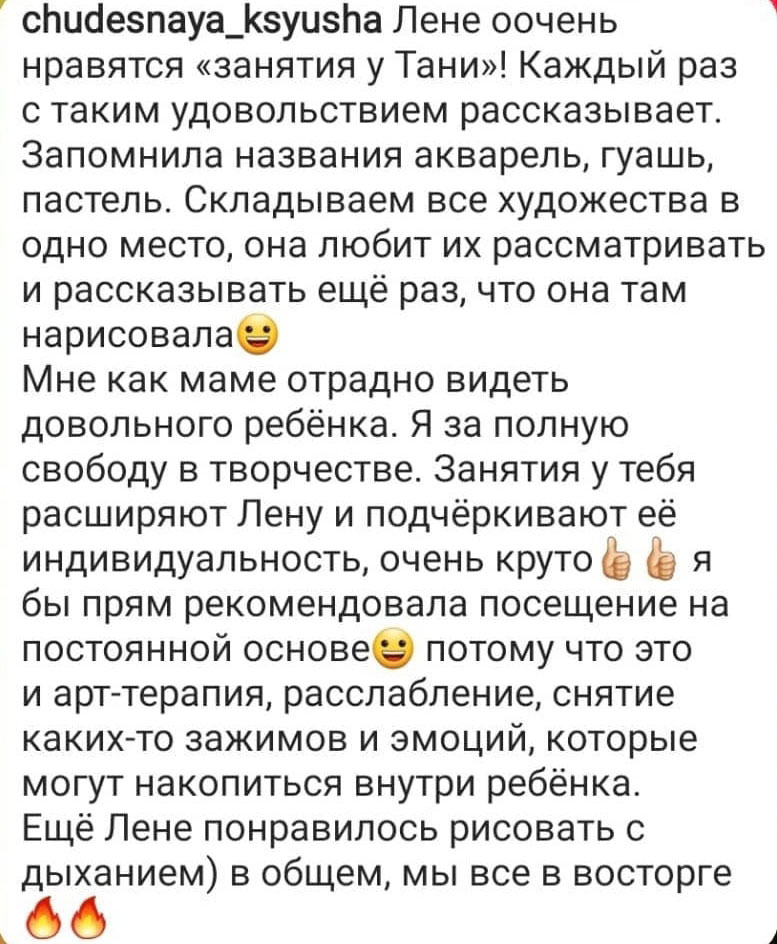 chudesnaya_ksyusha Лене оочень
нравятся «занятия у Тани»! Каждый раз
с таким удовольствием рассказывает.
Запомнила названия акварель, гуашь,
пастель. Складываем все художества в
одно место, она любит их рассматривать
и рассказывать ещё раз, что она там
нарисовала😀
Мне как маме отрадно видеть
довольного ребёнка. Я за полную
свободу в творчестве. Занятия у тебя
расширяют Лену и подчёркивают её
индивидуальность, очень круто👍🏻👍🏻 я
бы прям рекомендовала посещение на
постоянной основе😀 потому что это
и арт-терапия, расслабление, снятие
каких-то зажимов и эмоций, которые
могут накопиться внутри ребёнка.
Ещё Лене понравилось рисовать с
дыханием) в общем, мы все в восторге
🔥🔥